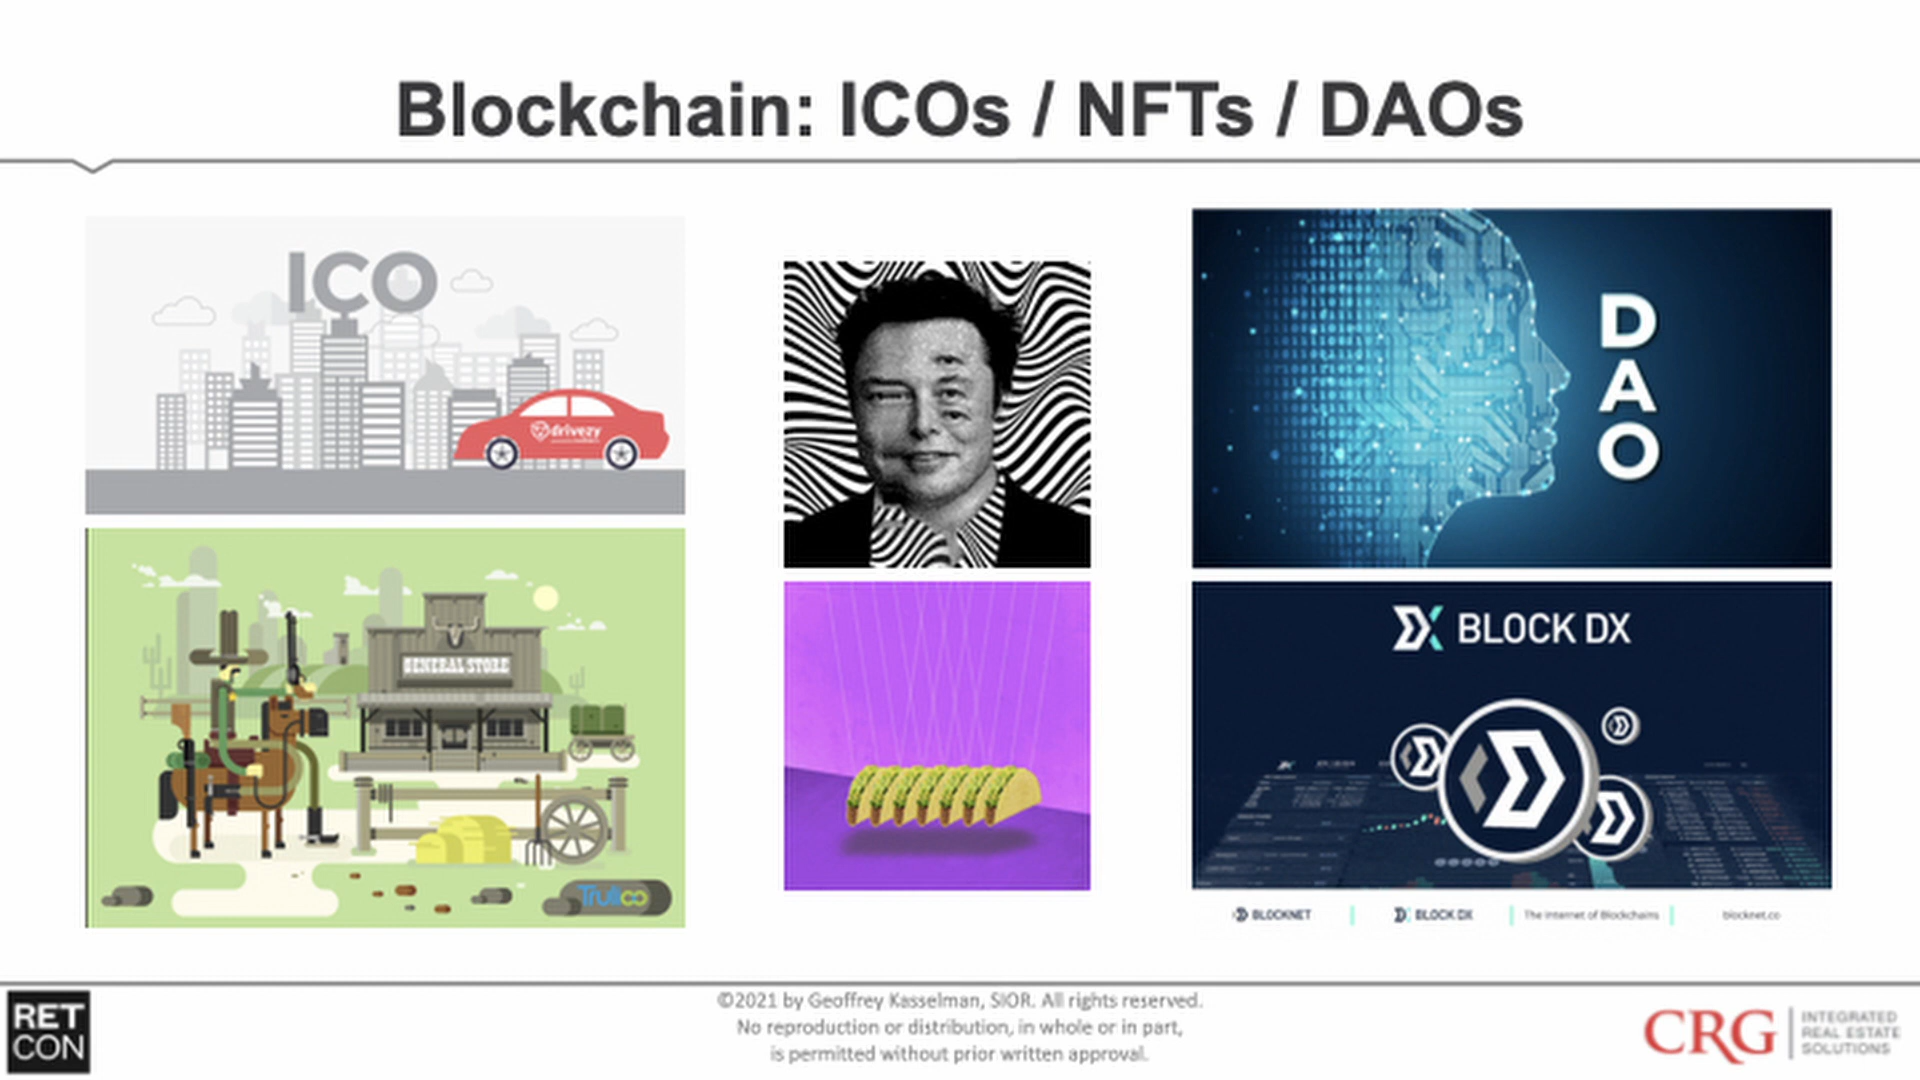 Blockchain: ICOs / NFTs / DAOs
ICO
drivezy
GENERAL STORE
Trullco
D
A
O
BLOCK DX
BLOCKNET
BLOCK DX
The Internet of Blockchains
blocknet.co
RET
CON
©2021 by Geoffrey Kasselman, SIOR. All rights reserved.
No reproduction or distribution, in whole or in part,
is permitted without prior written approval.
CRG
INTEGRATED
REAL ESTATE
SOLUTIONS